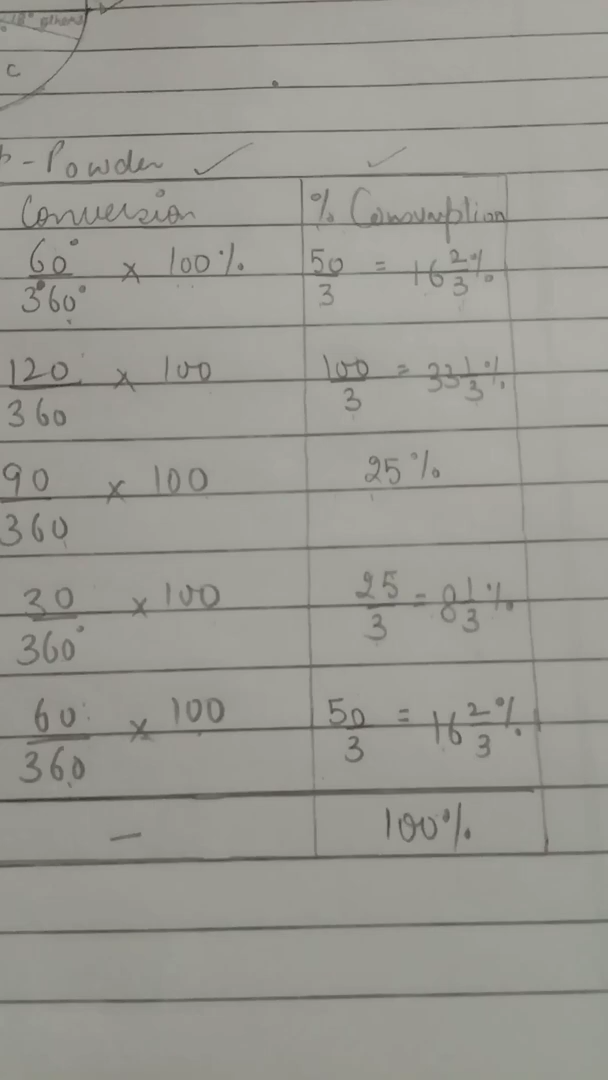 c
- Powder ✓ ✓
Conversion % Consumption
60°/360° × 100% 50/3 = 16 2/3 %
120/360 × 100 100/3 = 33 1/3 %
90/360 × 100 25%
30/360° × 100 25/3 = 8 1/3 %
60/360 × 100 50/3 = 16 2/3 %
— 100%